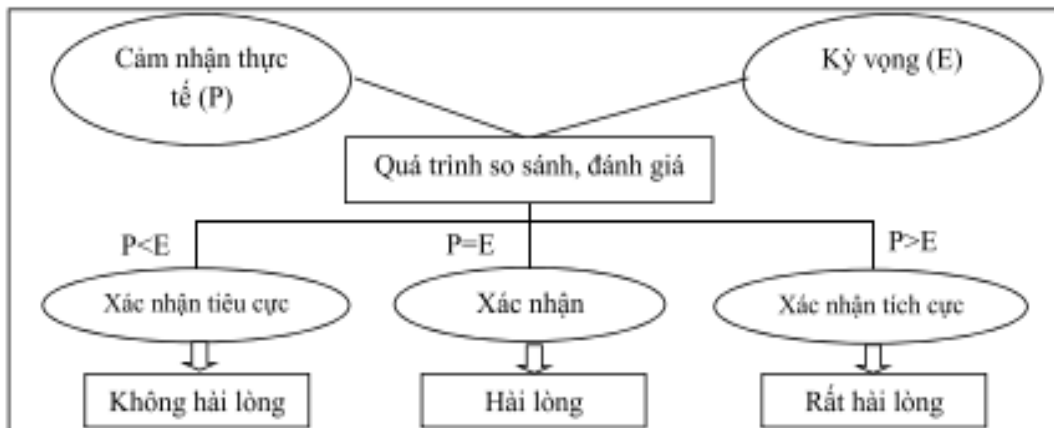 Cảm nhận thực
tế (P)
Kỳ vọng (E)
Quá trình so sánh, đánh giá
P<E
P=E
P>E
Xác nhận tiêu cực
Xác nhận
Xác nhận tích cực
Không hài lòng
Hài lòng
Rất hài lòng